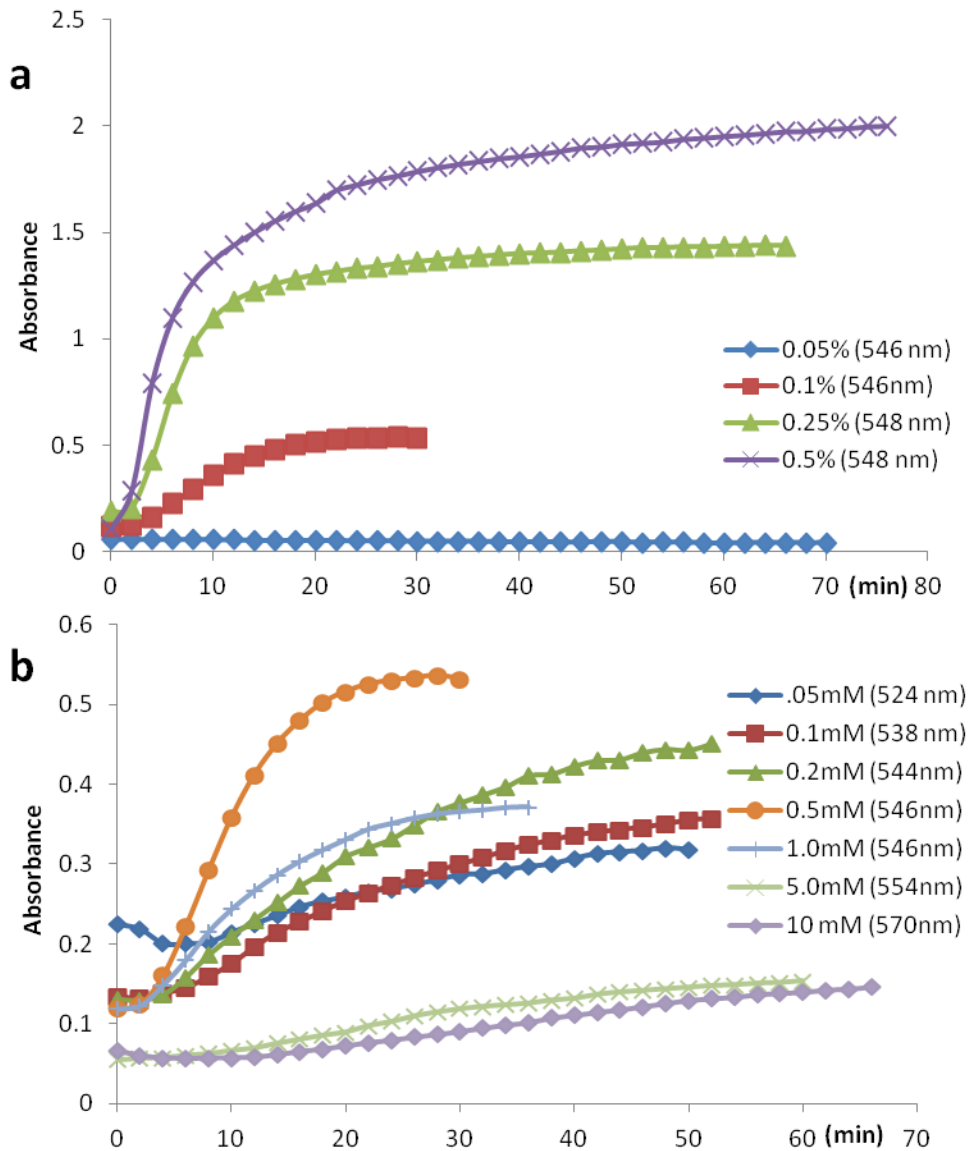 a
2.5
2
1.5
1
0.5
0
Absorbance
0.05% (546 nm)
0.1% (546nm)
0.25% (548 nm)
0.5% (548 nm)
0 10 20 30 40 50 60 70 (min) 80
b
0.6
0.5
0.4
0.3
0.2
0.1
0
Absorbance
.05mM (524 nm)
0.1mM (538 nm)
0.2mM (544nm)
0.5mM (546nm)
1.0mM (546nm)
5.0mM (554nm)
10 mM (570nm)
0 10 20 30 40 50 60 (min) 70